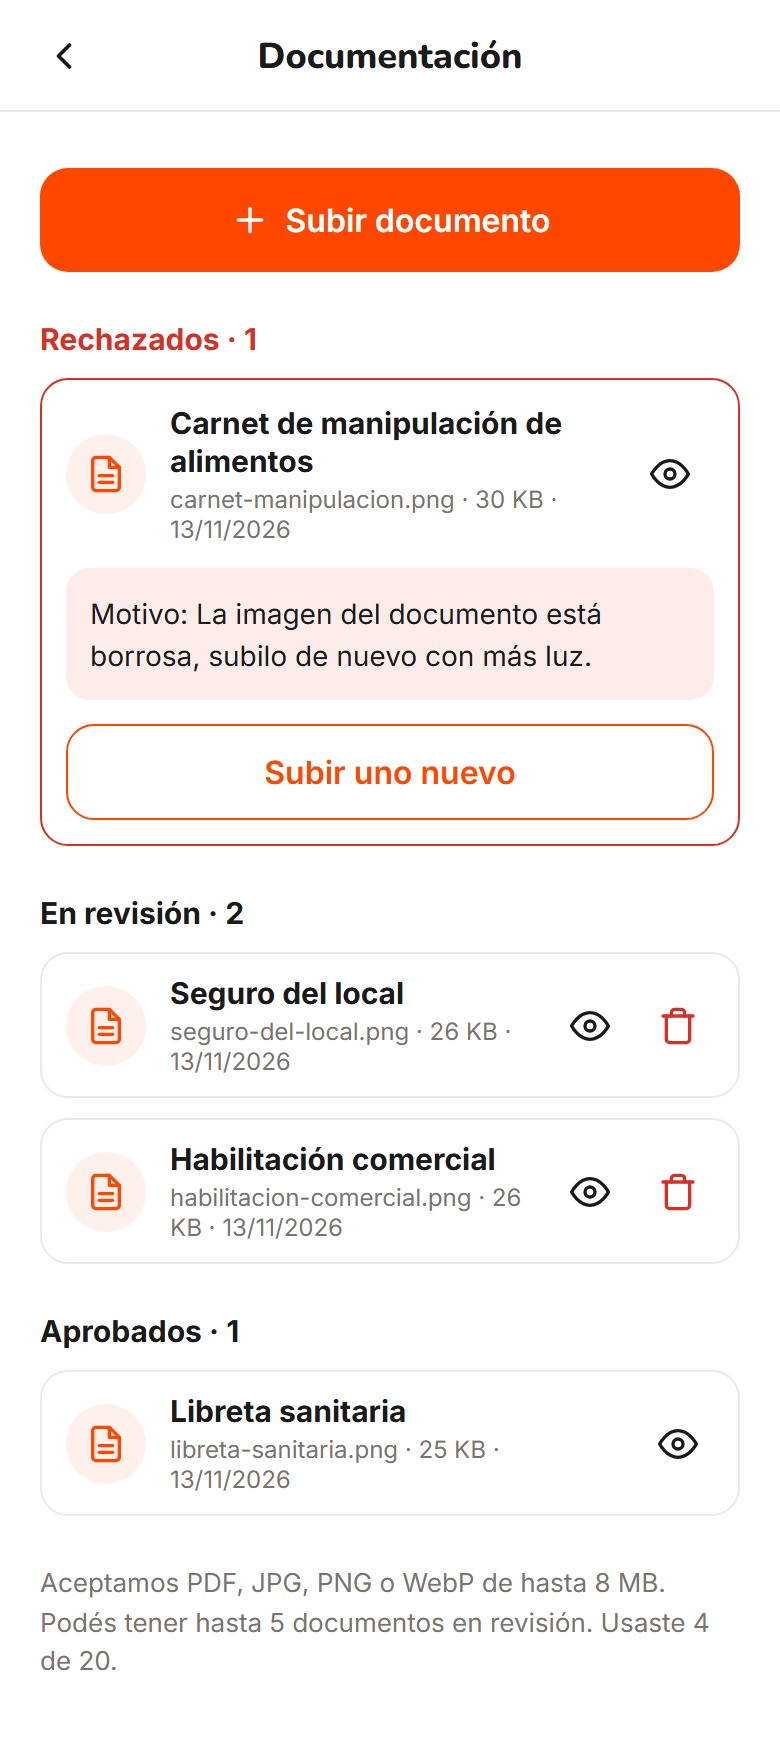 Documentación
Subir documento
Rechazados · 1
Carnet de manipulación de
alimentos
carnet-manipulacion.png · 30 KB ·
13/11/2026
Motivo: La imagen del documento está
borrosa, subilo de nuevo con más luz.
Subir uno nuevo
En revisión · 2
Seguro del local
seguro-del-local.png · 26 KB ·
13/11/2026
Habilitación comercial
habilitacion-comercial.png · 26
KB · 13/11/2026
Aprobados · 1
Libreta sanitaria
libreta-sanitaria.png · 25 KB ·
13/11/2026
Aceptamos PDF, JPG, PNG o WebP de hasta 8 MB.
Podés tener hasta 5 documentos en revisión. Usaste 4
de 20.